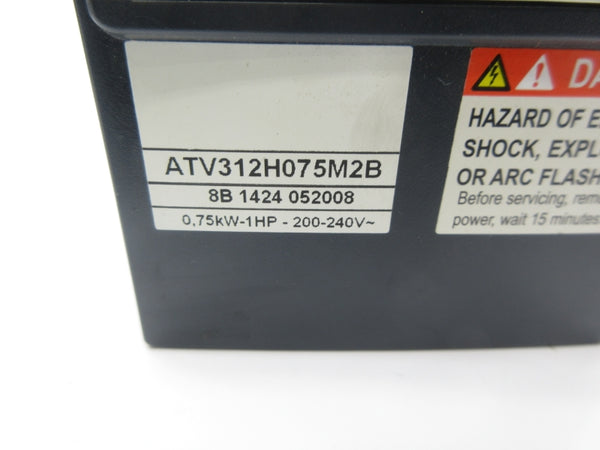 ATV312H075M2B
8B 1424 052008
0,75kW-1HP - 200-240V~
HAZARD OF
SHOCK,
OR ARC FLASH
Before servicing,
power, wait 15 minutes